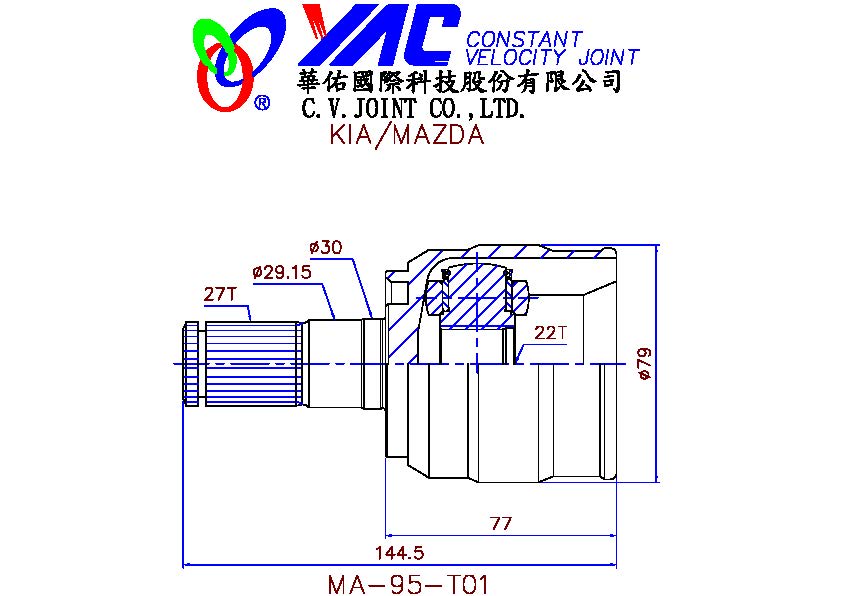 YAC CONSTANT
VELOCITY JOINT
®
華佑國際科技股份有限公司
C.V.JOINT CO.,LTD.
KIA/MAZDA
ø30
ø29.15
27T
22T
ø79
77
144.5
MA-95-T01